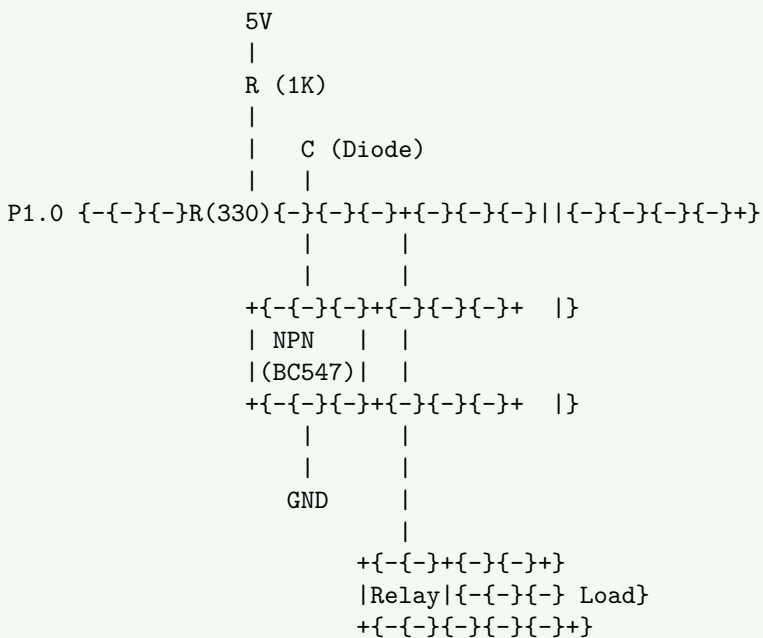 5V
|
R (1K)
|
| C (Diode)
| |
P1.0 {-{-}{-}R(330){-}{-}{-}+{-}{-}{-}||{-}{-}{-}{-}+}
| |
| |
+{-{-}{-}+{-}{-}{-}+ |}
| NPN | |
|(BC547)| |
+{-{-}{-}+{-}{-}{-}+ |}
| |
| |
GND |
|
+{-{-}+{-}{-}+}
|Relay|{-{-}{-} Load}
+{-{-}{-}{-}{-}+}